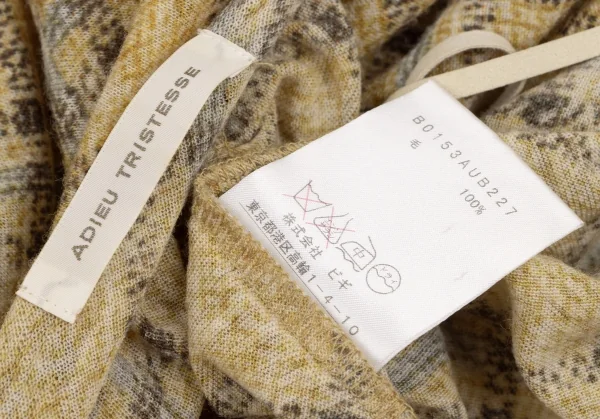 ADIEU TRISTESSE
B0153AUB227
毛 100%
株式会社 ビギ
東京都港区高輪1-4-10